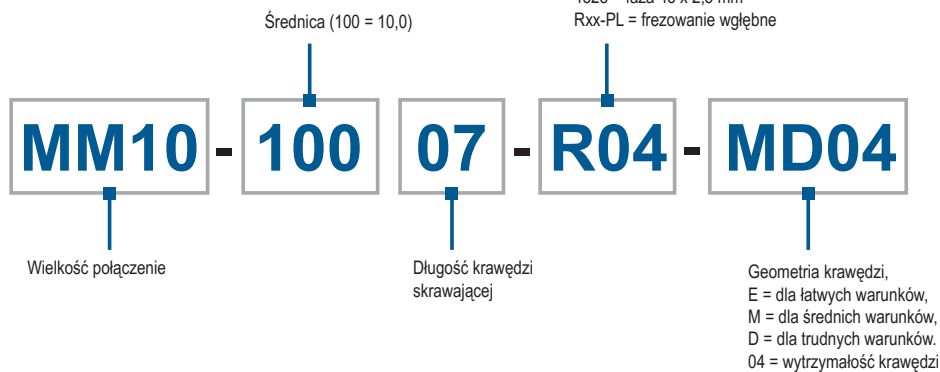 Średnica (100 = 10,0)
Rxx-PL = frezowanie wgłębne
MM10 - 100 07 - R04 - MD04
Wielkość połączenie
Długość krawędzi
skrawającej
Geometria krawędzi,
E = dla łatwych warunków,
M = dla średnich warunków,
D = dla trudnych warunków.
04 = wytrzymałość krawędzi